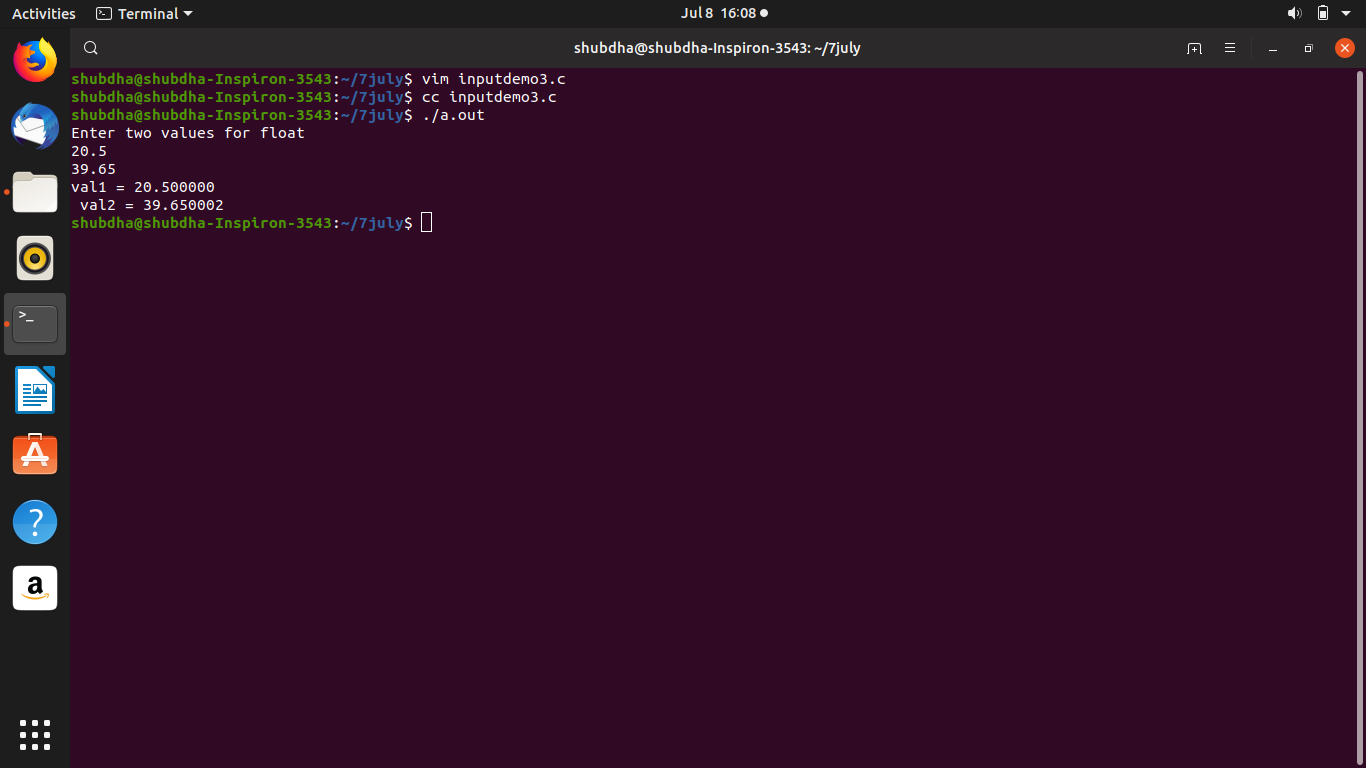 Activities Terminal Jul 8 16:08
shubdha@shubdha-Inspiron-3543: ~/7july
shubdha@shubdha-Inspiron-3543:~/7july$ vim inputdemo3.c
shubdha@shubdha-Inspiron-3543:~/7july$ cc inputdemo3.c
shubdha@shubdha-Inspiron-3543:~/7july$ ./a.out
Enter two values for float
20.5
39.65
val1 = 20.500000
 val2 = 39.650002
shubdha@shubdha-Inspiron-3543:~/7july$
>_
?
a